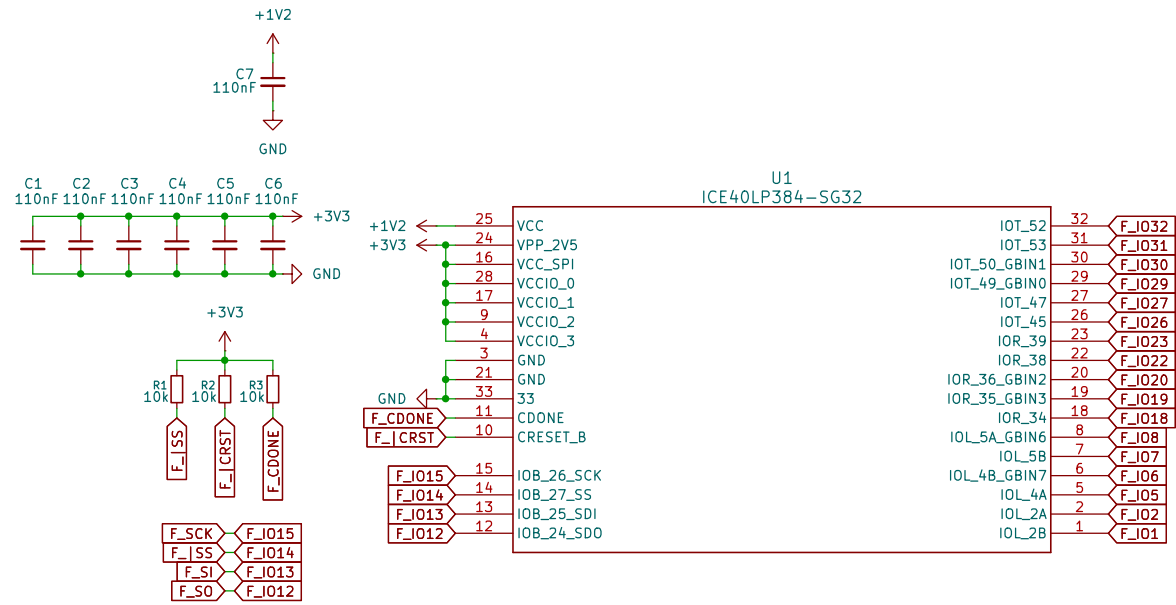 +1V2
C7
110nF
GND
C1 C2 C3 C4 C5 C6
110nF 110nF 110nF 110nF 110nF 110nF
+3V3
GND
+3V3
R1 R2 R3
10k 10k 10k
F_|SS
F_|CRST
F_CDONE
F_SCK F_IO15
F_|SS F_IO14
F_SI F_IO13
F_SO F_IO12
U1
ICE40LP384-SG32
+1V2 25 VCC
+3V3 24 VPP_2V5
16 VCC_SPI
28 VCCIO_0
17 VCCIO_1
9 VCCIO_2
4 VCCIO_3
3 GND
21 GND
GND 33 33
F_CDONE 11 CDONE
F_|CRST 10 CRESET_B
F_IO15 15 IOB_26_SCK
F_IO14 14 IOB_27_SS
F_IO13 13 IOB_25_SDI
F_IO12 12 IOB_24_SDO
IOT_52 32 F_IO32
IOT_53 31 F_IO31
IOT_50_GBIN1 30 F_IO30
IOT_49_GBIN0 29 F_IO29
IOT_47 27 F_IO27
IOT_45 26 F_IO26
IOR_39 23 F_IO23
IOR_38 22 F_IO22
IOR_36_GBIN2 20 F_IO20
IOR_35_GBIN3 19 F_IO19
IOR_34 18 F_IO18
IOL_5A_GBIN6 8 F_IO8
IOL_5B 7 F_IO7
IOL_4B_GBIN7 6 F_IO6
IOL_4A 5 F_IO5
IOL_2A 2 F_IO2
IOL_2B 1 F_IO1